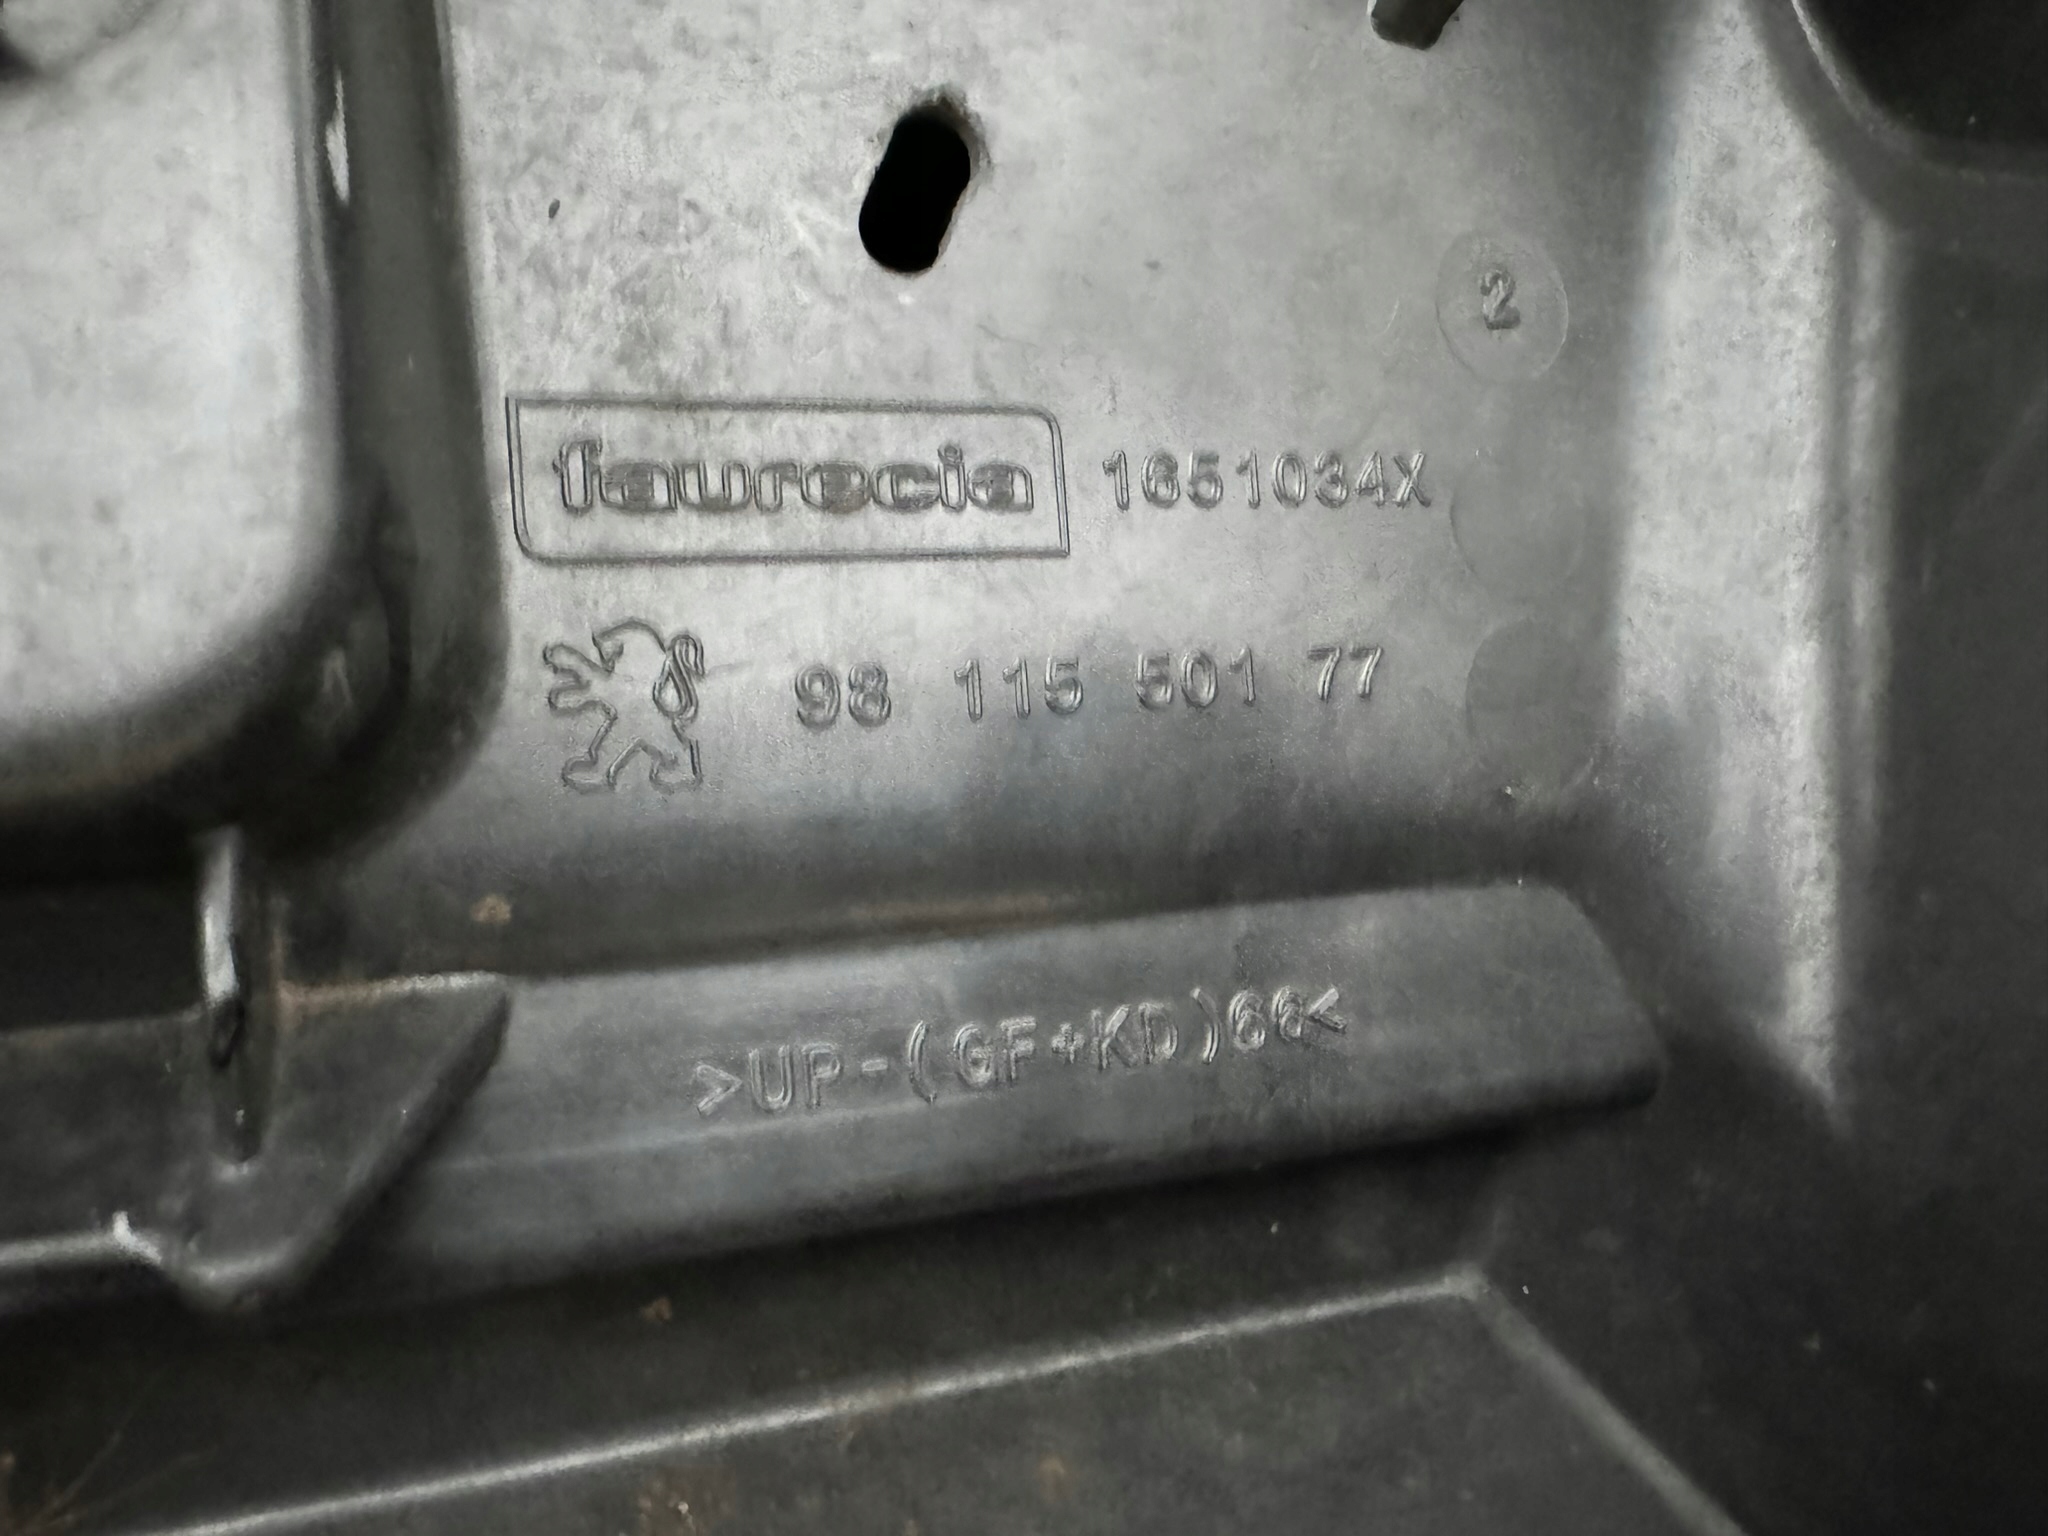 2
faurecia 1651034X
98 115 501 77
>UP-(GF+KD)66<